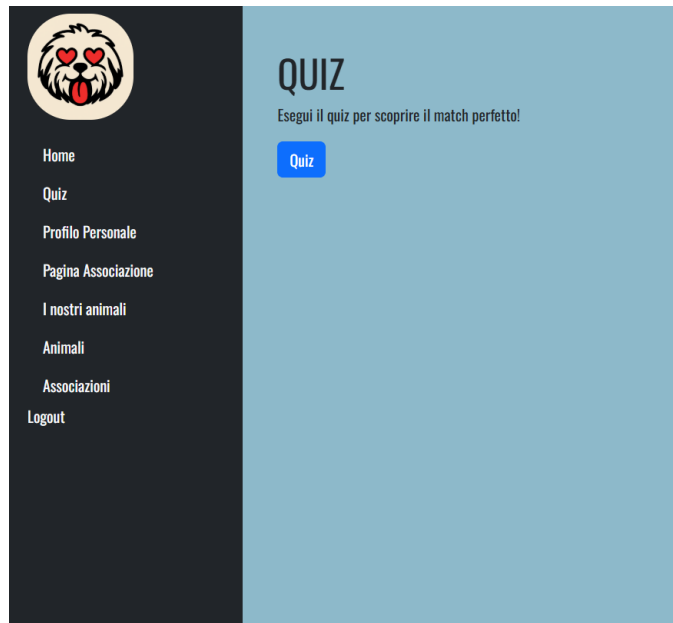 Home
Quiz
Profilo Personale
Pagina Associazione
I nostri animali
Animali
Associazioni
Logout
QUIZ
Esegui il quiz per scoprire il match perfetto!
Quiz